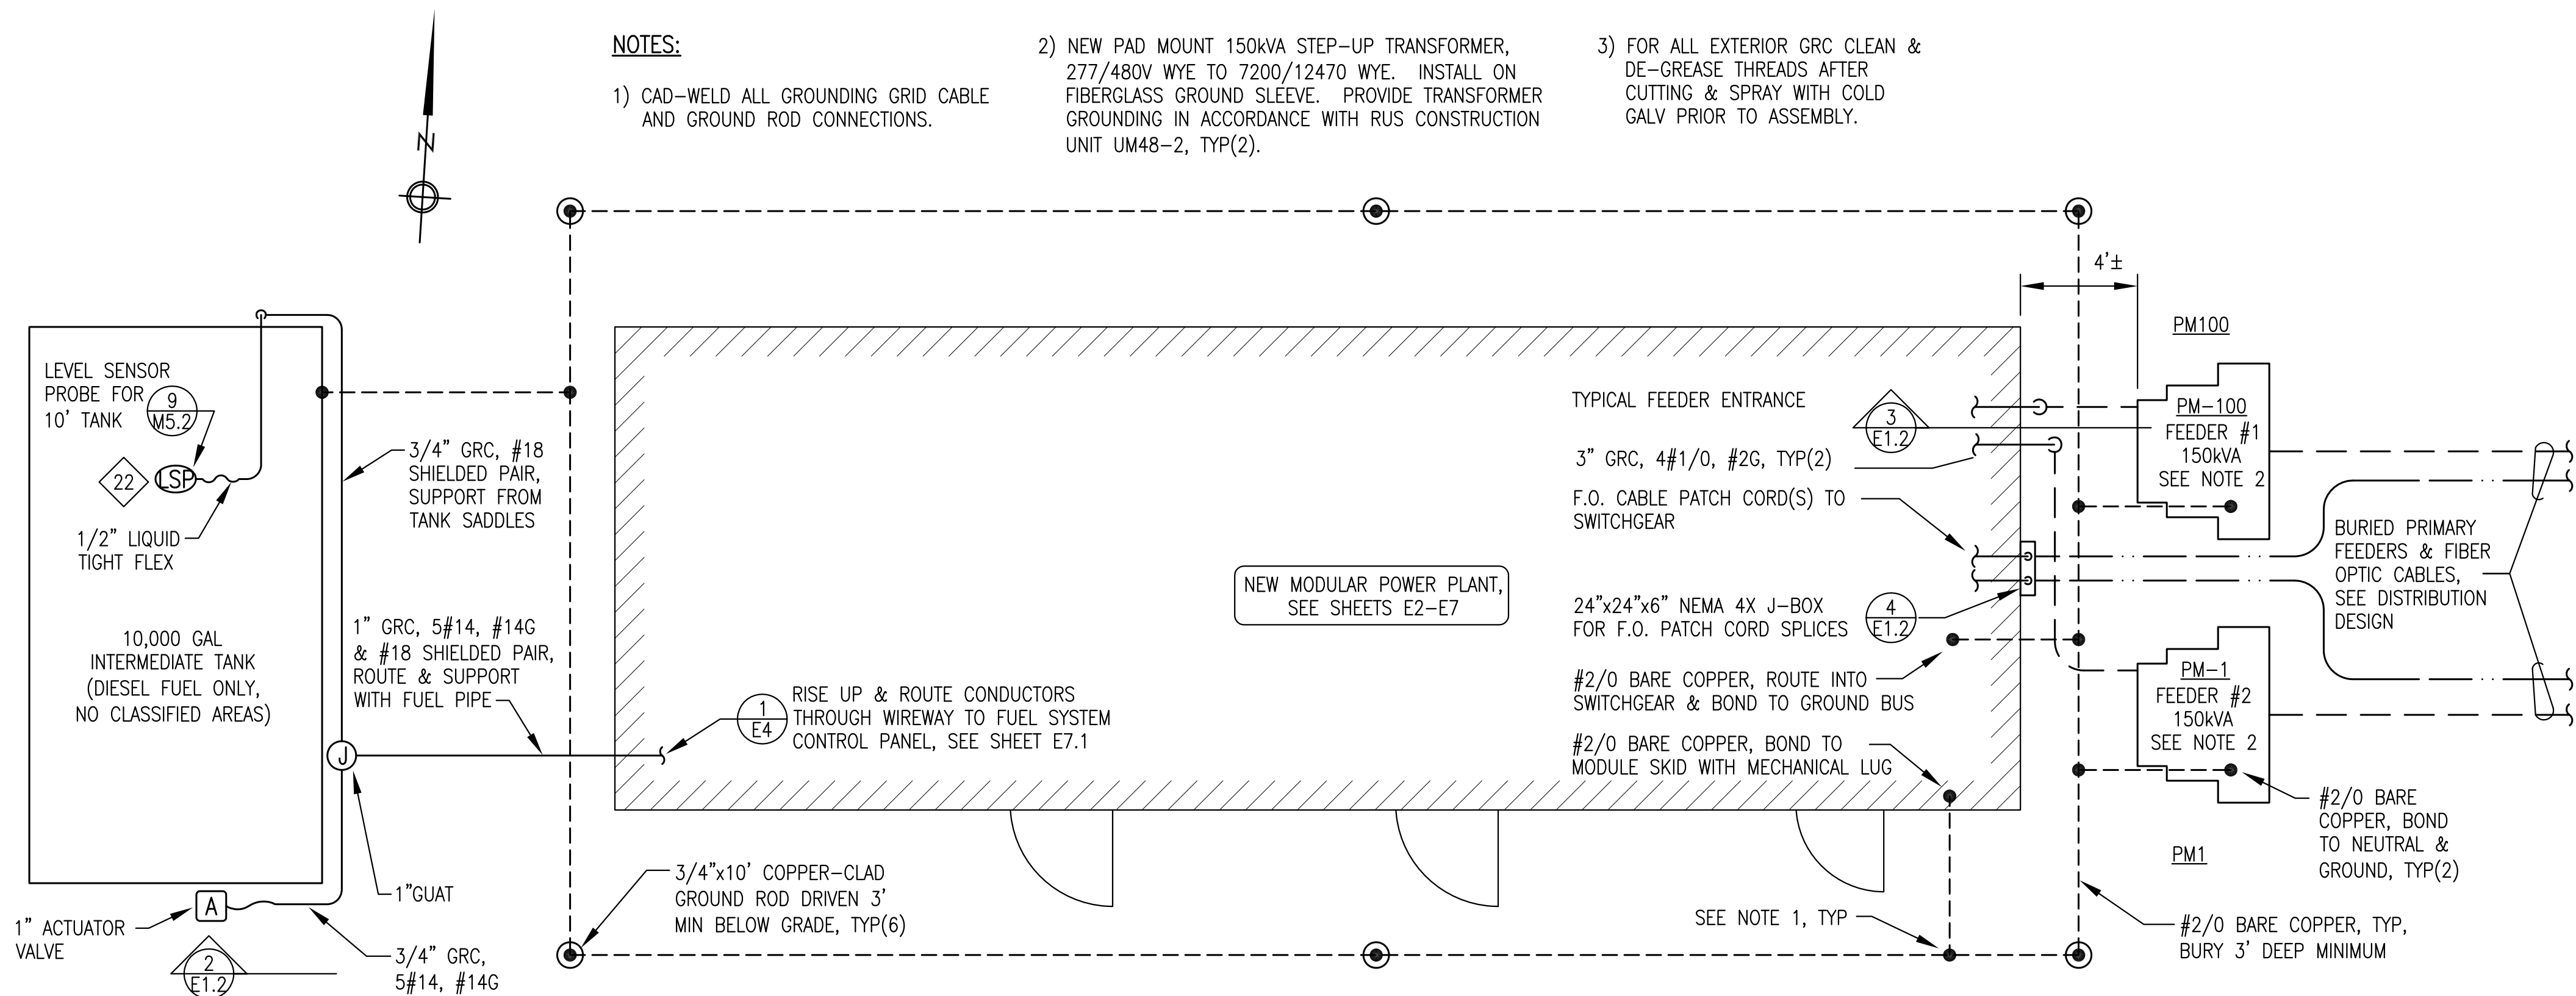 NOTES:
1) CAD-WELD ALL GROUNDING GRID CABLE
AND GROUND ROD CONNECTIONS.
2) NEW PAD MOUNT 150kVA STEP-UP TRANSFORMER,
277/480V WYE TO 7200/12470 WYE. INSTALL ON
FIBERGLASS GROUND SLEEVE. PROVIDE TRANSFORMER
GROUNDING IN ACCORDANCE WITH RUS CONSTRUCTION
UNIT UM48-2, TYP(2).
3) FOR ALL EXTERIOR GRC CLEAN &
DE-GREASE THREADS AFTER
CUTTING & SPRAY WITH COLD
GALV PRIOR TO ASSEMBLY.
N
LEVEL SENSOR
PROBE FOR
10' TANK
9
M5.2
22
LSP
1/2" LIQUID
TIGHT FLEX
10,000 GAL
INTERMEDIATE TANK
(DIESEL FUEL ONLY,
NO CLASSIFIED AREAS)
3/4" GRC, #18
SHIELDED PAIR,
SUPPORT FROM
TANK SADDLES
1" GRC, 5#14, #14G
& #18 SHIELDED PAIR,
ROUTE & SUPPORT
WITH FUEL PIPE
J
1"GUAT
A
1" ACTUATOR
VALVE
2
E1.2
3/4" GRC,
5#14, #14G
1
E4
RISE UP & ROUTE CONDUCTORS
THROUGH WIREWAY TO FUEL SYSTEM
CONTROL PANEL, SEE SHEET E7.1
3/4"x10' COPPER-CLAD
GROUND ROD DRIVEN 3'
MIN BELOW GRADE, TYP(6)
NEW MODULAR POWER PLANT,
SEE SHEETS E2-E7
TYPICAL FEEDER ENTRANCE
3
E1.2
3" GRC, 4#1/0, #2G, TYP(2)
F.O. CABLE PATCH CORD(S) TO
SWITCHGEAR
24"x24"x6" NEMA 4X J-BOX
FOR F.O. PATCH CORD SPLICES
4
E1.2
#2/0 BARE COPPER, ROUTE INTO
SWITCHGEAR & BOND TO GROUND BUS
#2/0 BARE COPPER, BOND TO
MODULE SKID WITH MECHANICAL LUG
SEE NOTE 1, TYP
4'±
PM100
PM-100
FEEDER #1
150kVA
SEE NOTE 2
BURIED PRIMARY
FEEDERS & FIBER
OPTIC CABLES,
SEE DISTRIBUTION
DESIGN
PM-1
FEEDER #2
150kVA
SEE NOTE 2
PM1
#2/0 BARE
COPPER, BOND
TO NEUTRAL &
GROUND, TYP(2)
#2/0 BARE COPPER, TYP,
BURY 3' DEEP MINIMUM